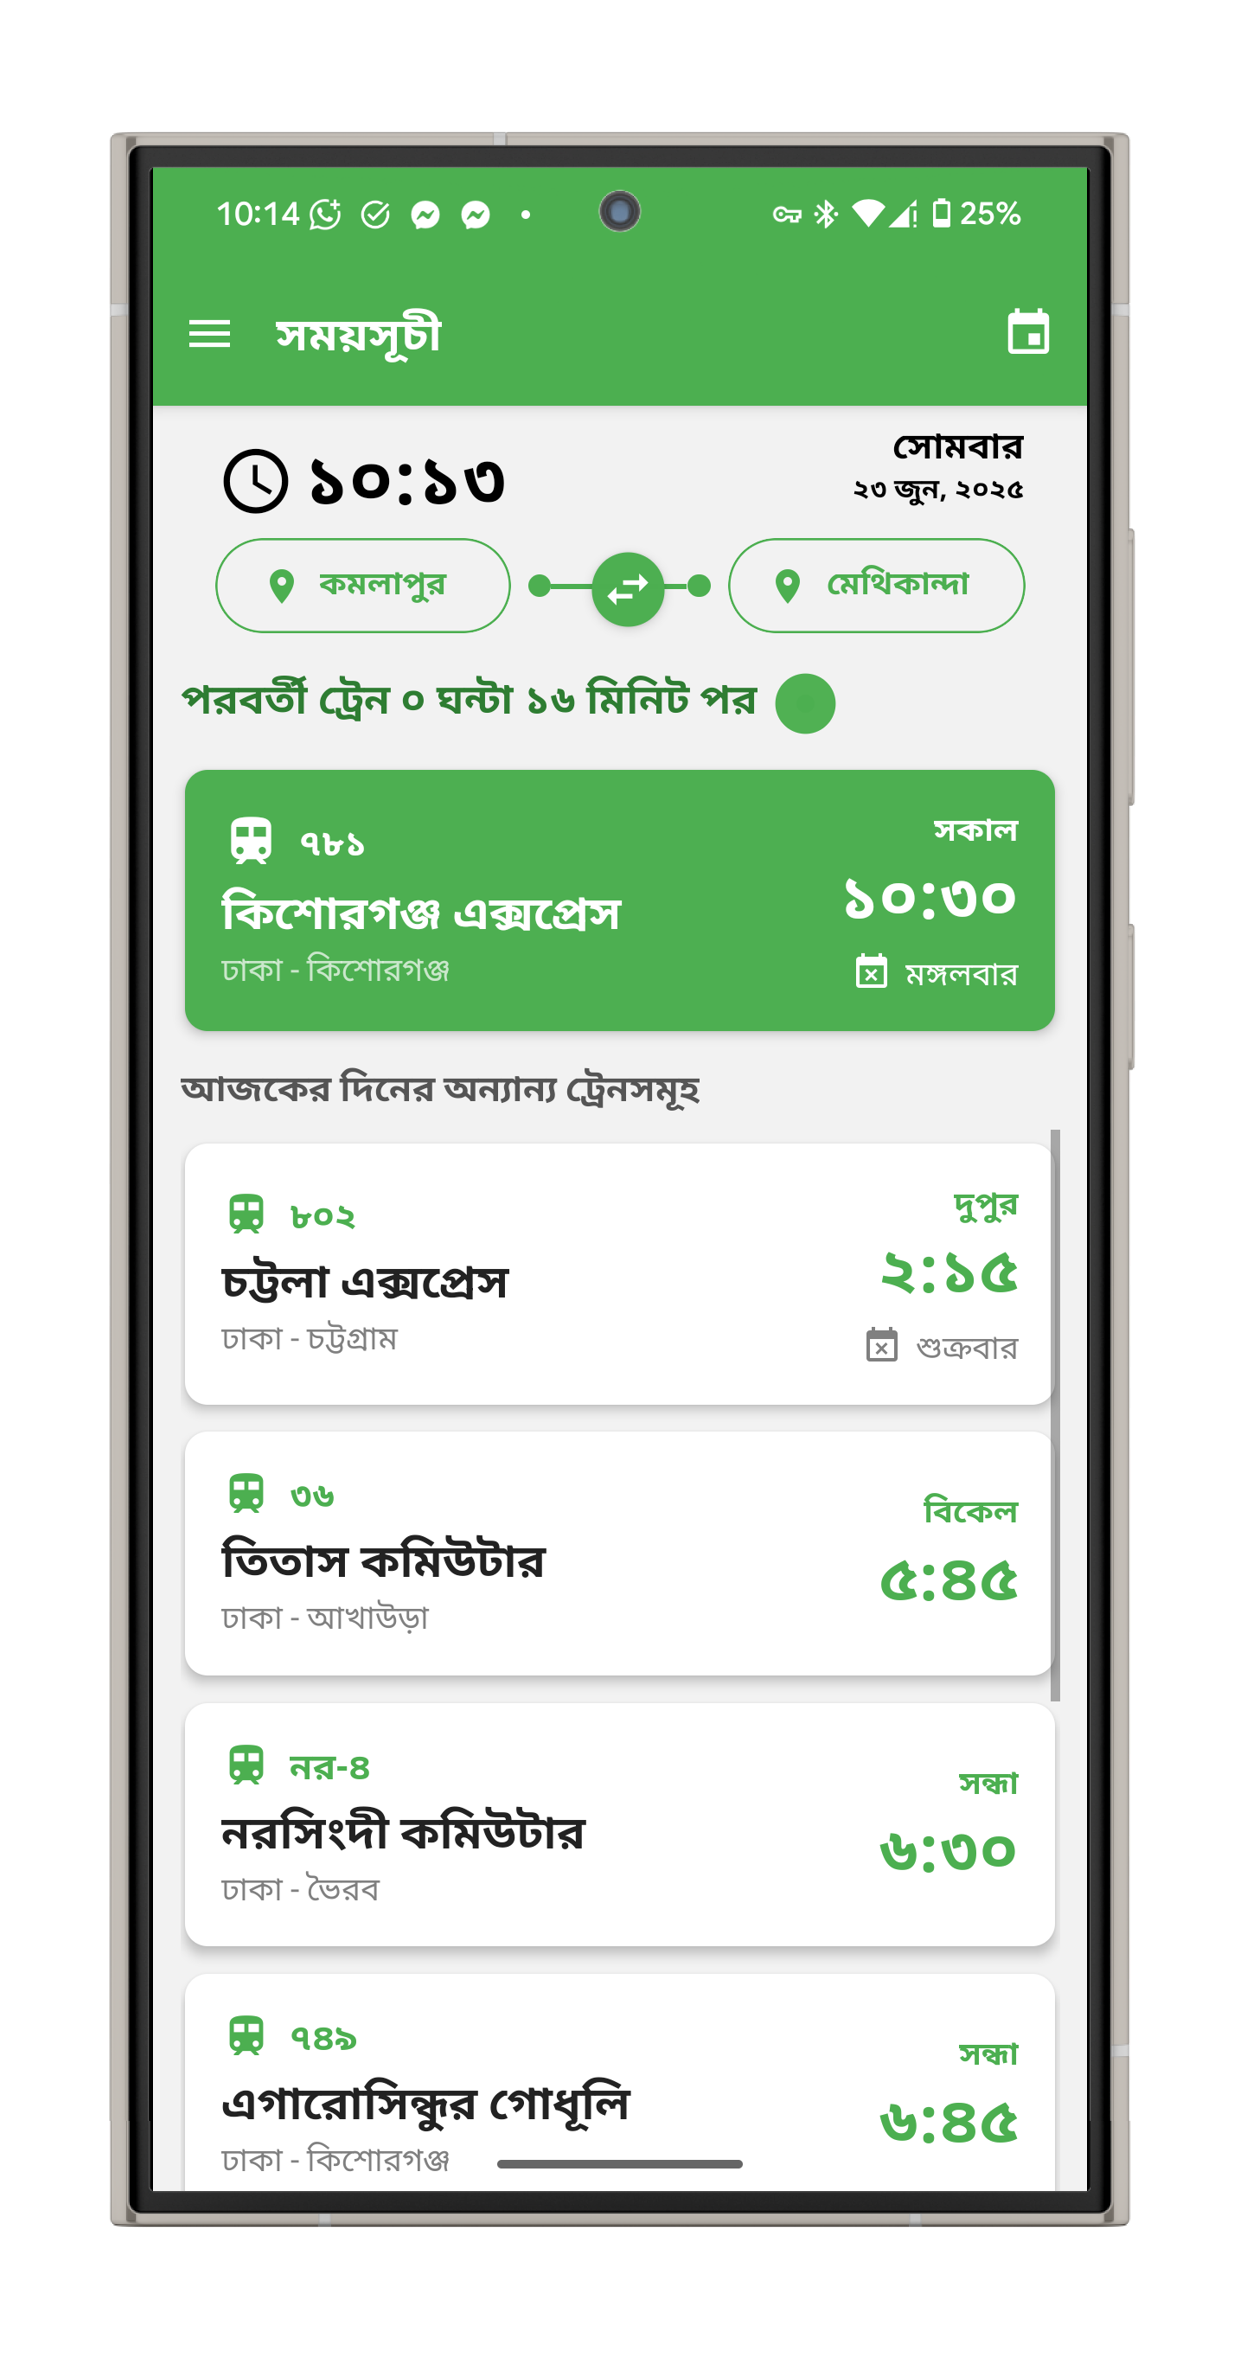 10:14
25%
সময়সূচী
১০:১৩
সোমবার
২৩ জুন, ২০২৫
কমলাপুর
মেথিকান্দা
পরবর্তী ট্রেন ০ ঘন্টা ১৬ মিনিট পর
৭৮১
কিশোরগঞ্জ এক্সপ্রেস
ঢাকা - কিশোরগঞ্জ
সকাল
১০:৩০
মঙ্গলবার
আজকের দিনের অন্যান্য ট্রেনসমূহ
৮০২
চট্টলা এক্সপ্রেস
ঢাকা - চট্টগ্রাম
দুপুর
২:১৫
শুক্রবার
৩৬
তিতাস কমিউটার
ঢাকা - আখাউড়া
বিকেল
৫:৪৫
নর-৪
নরসিংদী কমিউটার
ঢাকা - ভৈরব
সন্ধা
৬:৩০
৭৪৯
এগারোসিন্ধুর গোধূলি
ঢাকা - কিশোরগঞ্জ
সন্ধা
৬:৪৫